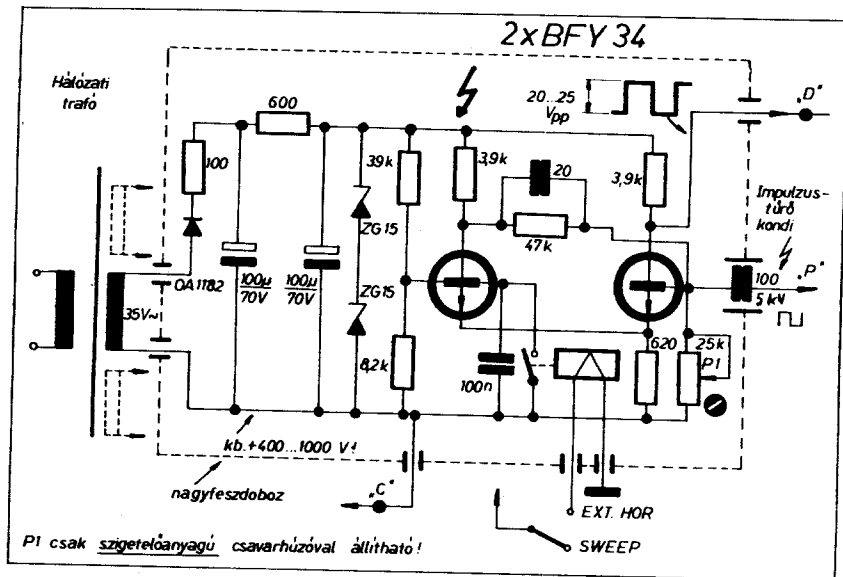 2xBFY 34
Hálózati
trafó
600
20...25
Vpp
"D"
100
39k
3,9k
20
3,9k
Impulzus-
tűrő
kondi
ZG15
47k
"P"
OA1182
100µ
70V
100µ
70V
100
5 kV
35V~
ZG15
620
25k
P1
8,2k
100n
kb.+400...1000 V!
nagyfeszdoboz
"C"
EXT. HOR
SWEEP
P1 csak szigetelőanyagú csavarhúzóval állítható!